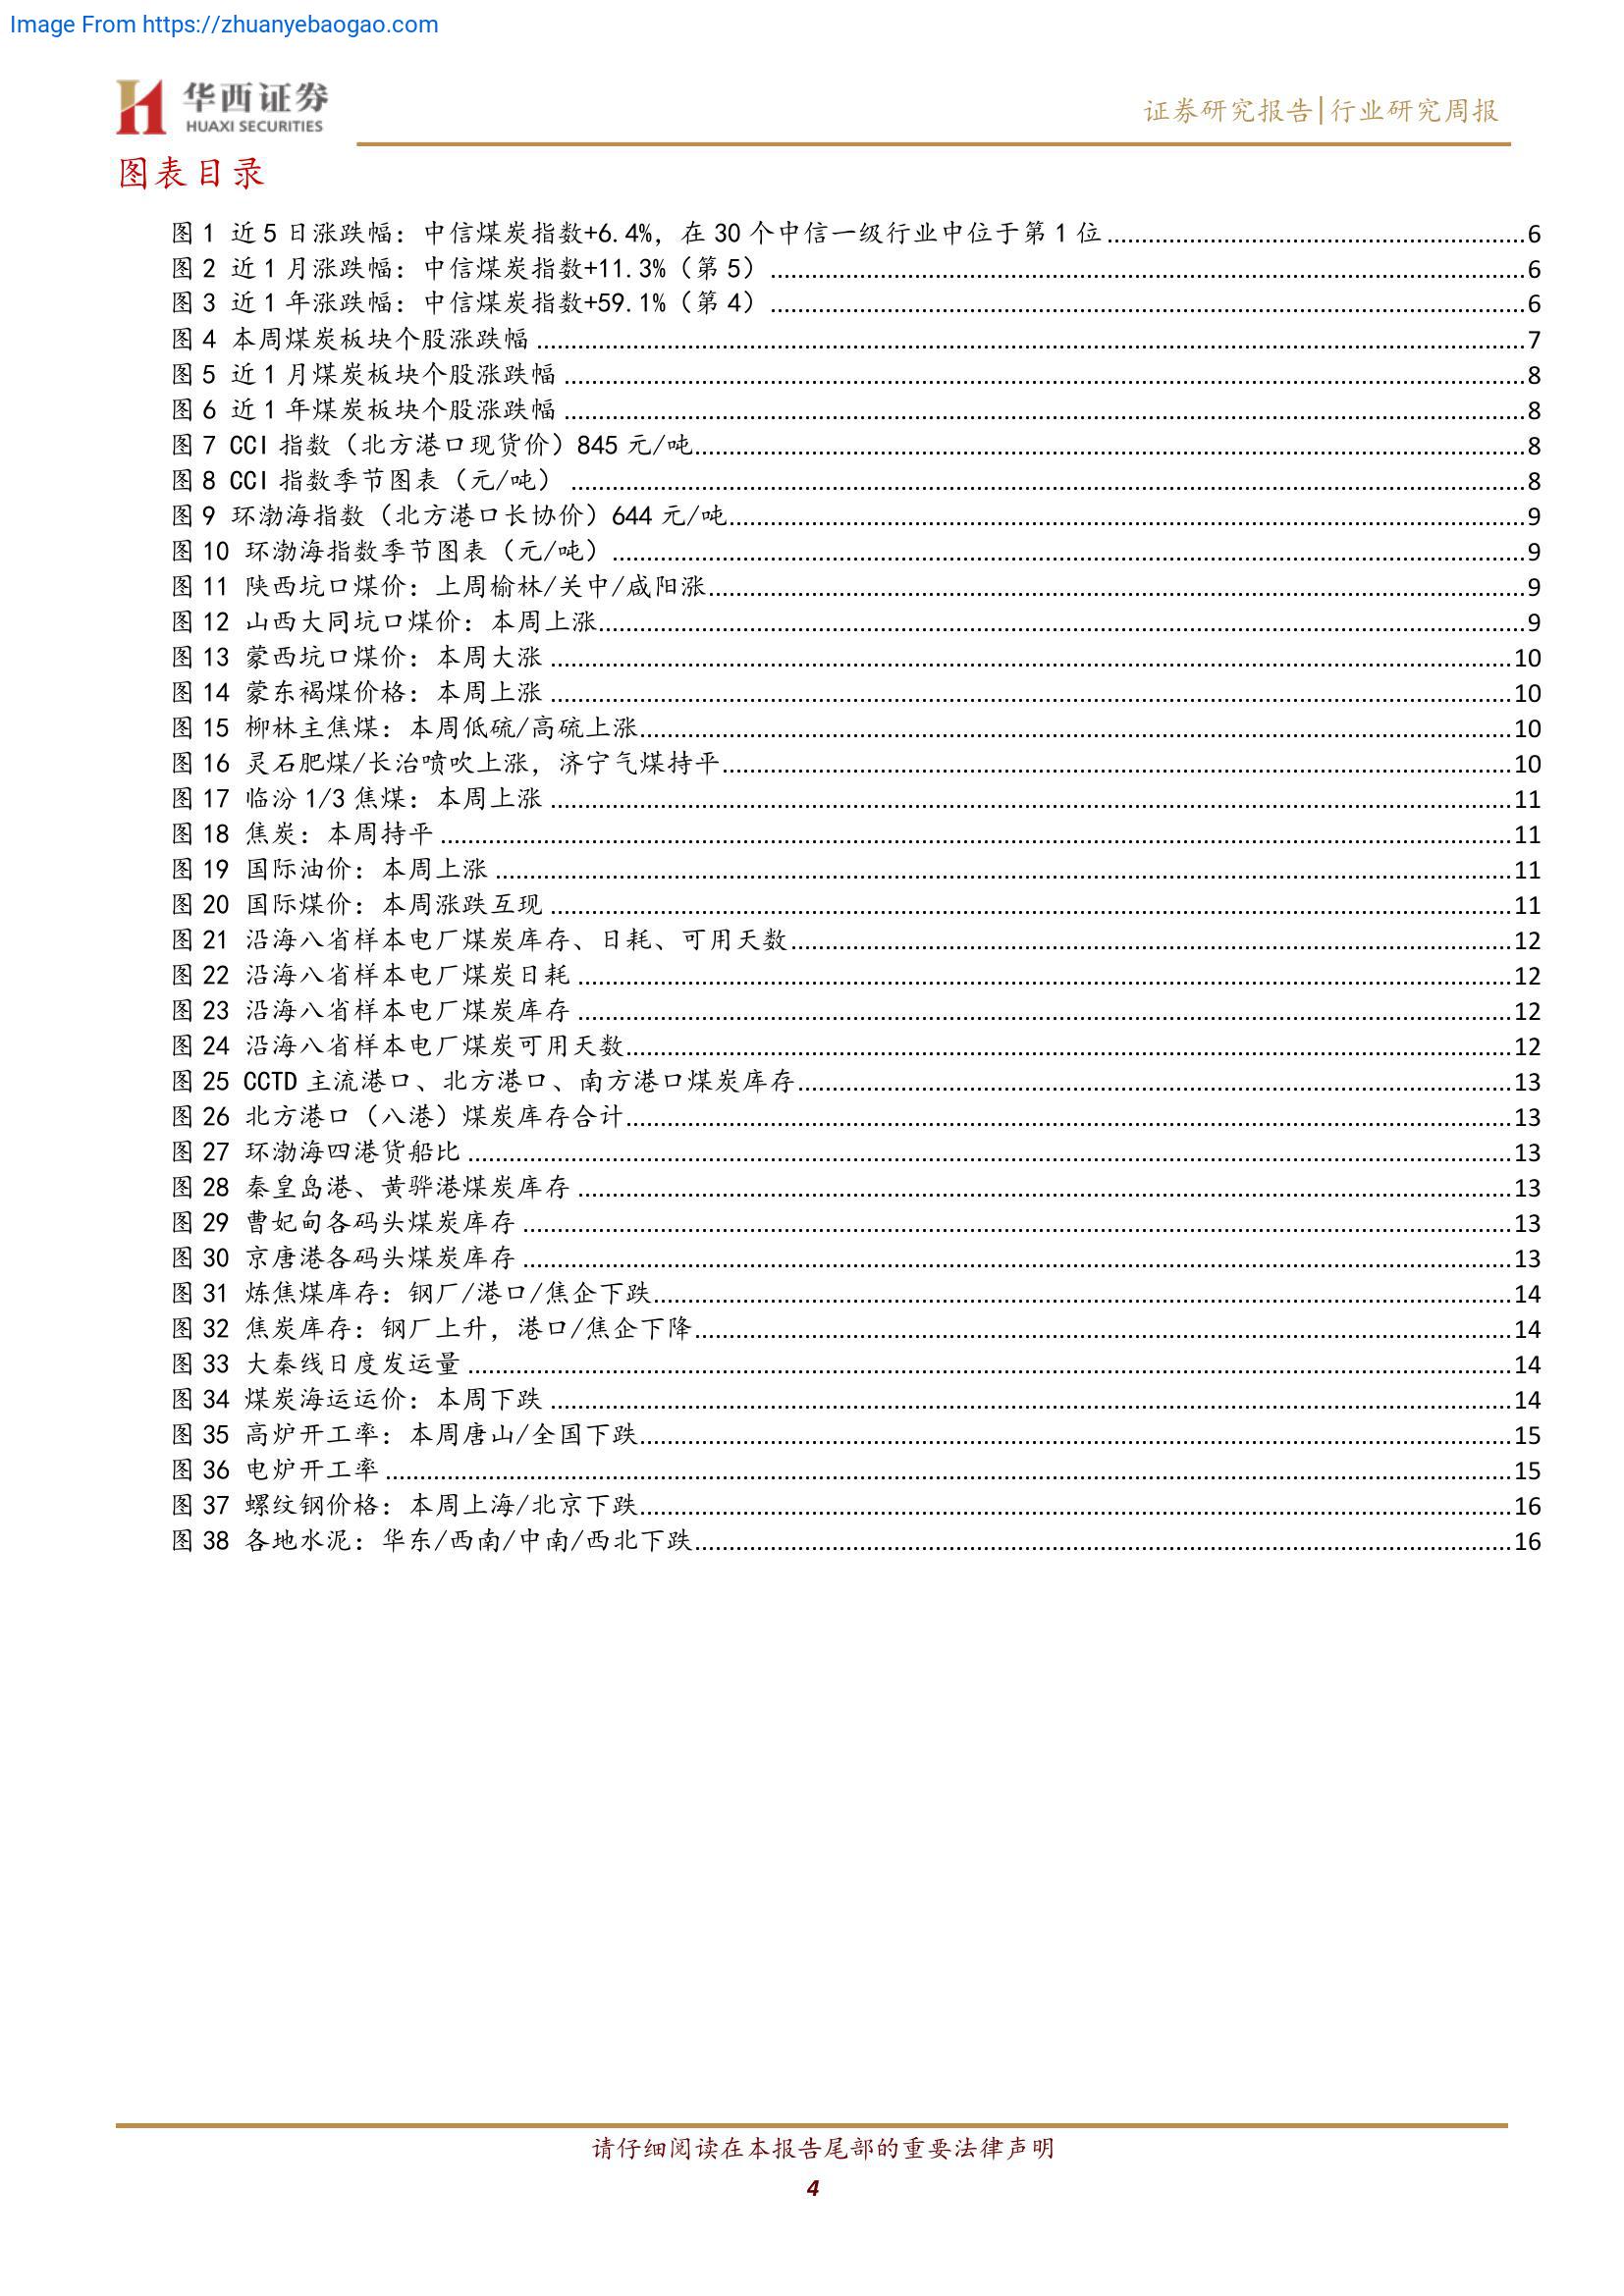 Image From https://zhuanyebaogao.com
华西证券
HUAXI SECURITIES
证券研究报告|行业研究周报
图表目录
图 1 近 5 日涨跌幅：中信煤炭指数+6.4%，在 30 个中信一级行业中位于第 1 位........6
图 2 近 1 月涨跌幅：中信煤炭指数+11.3%（第 5）........6
图 3 近 1 年涨跌幅：中信煤炭指数+59.1%（第 4）........6
图 4 本周煤炭板块个股涨跌幅........7
图 5 近 1 月煤炭板块个股涨跌幅........8
图 6 近 1 年煤炭板块个股涨跌幅........8
图 7 CCI 指数（北方港口现货价）845 元/吨........8
图 8 CCI 指数季节图表（元/吨）........8
图 9 环渤海指数（北方港口长协价）644 元/吨........9
图 10 环渤海指数季节图表（元/吨）........9
图 11 陕西坑口煤价：上周榆林/关中/咸阳涨........9
图 12 山西大同坑口煤价：本周上涨........9
图 13 蒙西坑口煤价：本周大涨........10
图 14 蒙东褐煤价格：本周上涨........10
图 15 柳林主焦煤：本周低硫/高硫上涨........10
图 16 灵石肥煤/长治喷吹上涨，济宁气煤持平........10
图 17 临汾 1/3 焦煤：本周上涨........11
图 18 焦炭：本周持平........11
图 19 国际油价：本周上涨........11
图 20 国际煤价：本周涨跌互现........11
图 21 沿海八省样本电厂煤炭库存、日耗、可用天数........12
图 22 沿海八省样本电厂煤炭日耗........12
图 23 沿海八省样本电厂煤炭库存........12
图 24 沿海八省样本电厂煤炭可用天数........12
图 25 CCTD 主流港口、北方港口、南方港口煤炭库存........13
图 26 北方港口（八港）煤炭库存合计........13
图 27 环渤海四港货船比........13
图 28 秦皇岛港、黄骅港煤炭库存........13
图 29 曹妃甸各码头煤炭库存........13
图 30 京唐港各码头煤炭库存........13
图 31 炼焦煤库存：钢厂/港口/焦企下跌........14
图 32 焦炭库存：钢厂上升，港口/焦企下降........14
图 33 大秦线日度发运量........14
图 34 煤炭海运运价：本周下跌........14
图 35 高炉开工率：本周唐山/全国下跌........15
图 36 电炉开工率........15
图 37 螺纹钢价格：本周上海/北京下跌........16
图 38 各地水泥：华东/西南/中南/西北下跌........16
请仔细阅读在本报告尾部的重要法律声明
4